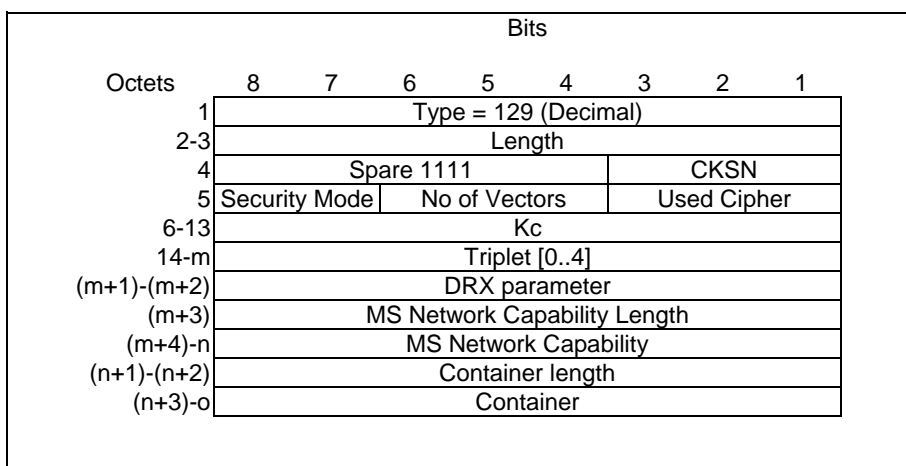 Bits
Octets 8 7 6 5 4 3 2 1
1 Type = 129 (Decimal)
2-3 Length
4 Spare 1111 CKSN
5 Security Mode No of Vectors Used Cipher
6-13 Kc
14-m Triplet [0..4]
(m+1)-(m+2) DRX parameter
(m+3) MS Network Capability Length
(m+4)-n MS Network Capability
(n+1)-(n+2) Container length
(n+3)-o Container